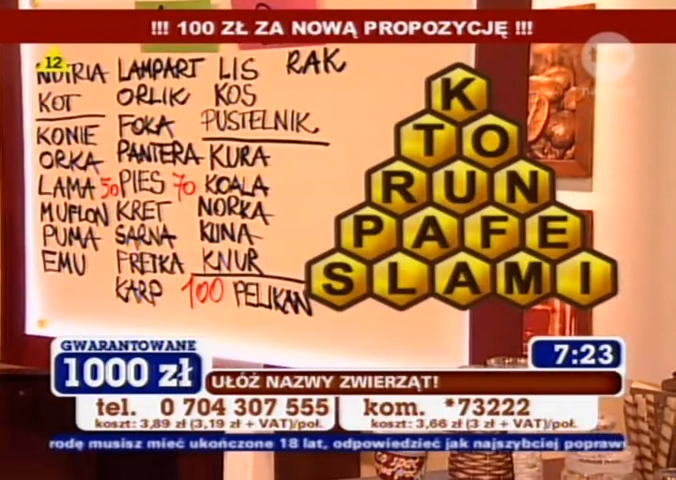 !!! 100 ZŁ ZA NOWĄ PROPOZYCJĘ !!!
12
NUTRIA LAMPART LIS RAK
KOT ORLIK KOS
KONIE FOKA PUSTELNIK
ORKA PANTERA KURA
LAMA 50 PIES 70 KOALA
MUFLON KRET NORKA
PUMA SARNA KUNA
EMU FRETKA KNUR
KARP 100 PELIKAN
K
T O
R U N
P A F E
S L A M I
GWARANTOWANE
1000 zł
7:23
UŁÓŻ NAZWY ZWIERZĄT!
tel. 0 704 307 555 kom. *73222
koszt: 3,89 zł (3,19 zł + VAT)/poł. koszt: 3,66 zł (3 zł + VAT)/poł.
rodę musisz mieć ukończone 18 lat, odpowiedzieć jak najszybciej popraw